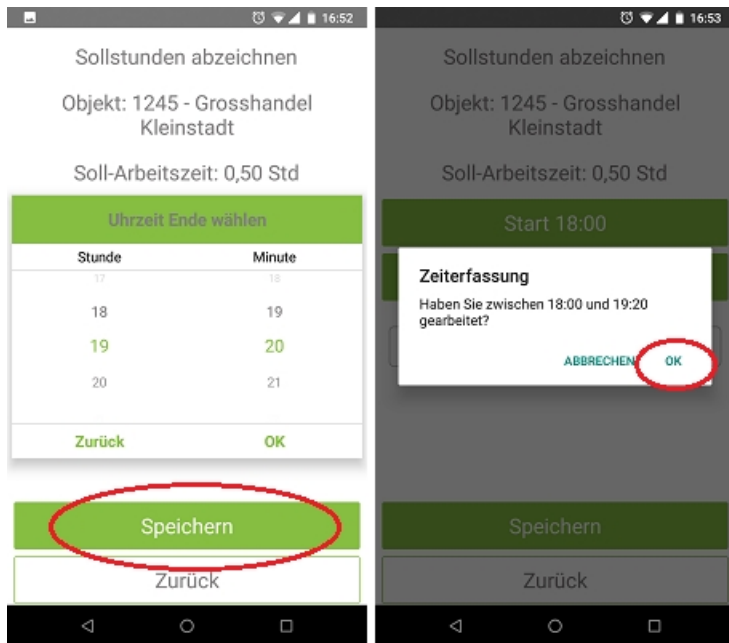 16:52
Sollstunden abzeichnen
Objekt: 1245 - Grosshandel
Kleinstadt
Soll-Arbeitszeit: 0,50 Std
Uhrzeit Ende wählen
Stunde Minute
17 18
18 19
19 20
20 21
Zurück OK
Speichern
Zurück
16:53
Sollstunden abzeichnen
Objekt: 1245 - Grosshandel
Kleinstadt
Soll-Arbeitszeit: 0,50 Std
Start 18:00
Zeiterfassung
Haben Sie zwischen 18:00 und 19:20
gearbeitet?
ABBRECHEN OK
Speichern
Zurück